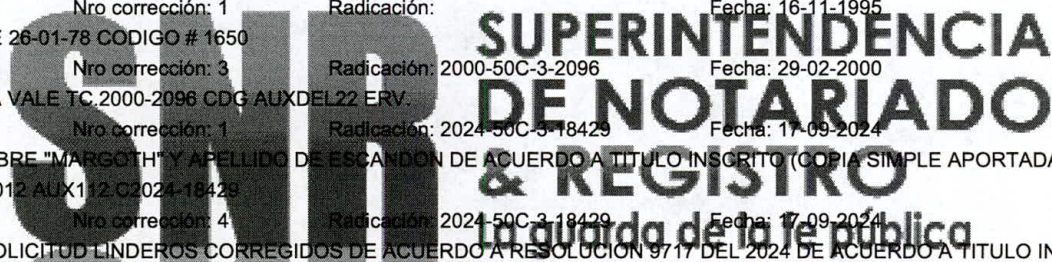 Nro corrección: 1 Radicación: Fecha: 16-11-1995
E 26-01-78 CODIGO # 1650
Nro corrección: 3 Radicación: 2000-50C-3-2096 Fecha: 29-02-2000
A VALE TC.2000-2096 CDG AUXDEL22 ERV.
Nro corrección: 1 Radicación: 2024-50C-3-18429 Fecha: 17-09-2024
BRE "MARGOTH" Y APELLIDO DE ESCANDON DE ACUERDO A TITULO INSCRITO (COPIA SIMPLE APORTADA
012 AUX112.C2024-18429
Nro corrección: 4 Radicación: 2024-50C-3-18429 Fecha: 17-09-2024
OLICITUD LINDEROS CORREGIDOS DE ACUERDO A RESOLUCION 9717 DEL 2024 DE ACUERDO A TITULO IN
SNR
SUPERINTENDENCIA
DE NOTARIADO
& REGISTRO
La guarda de la fe pública